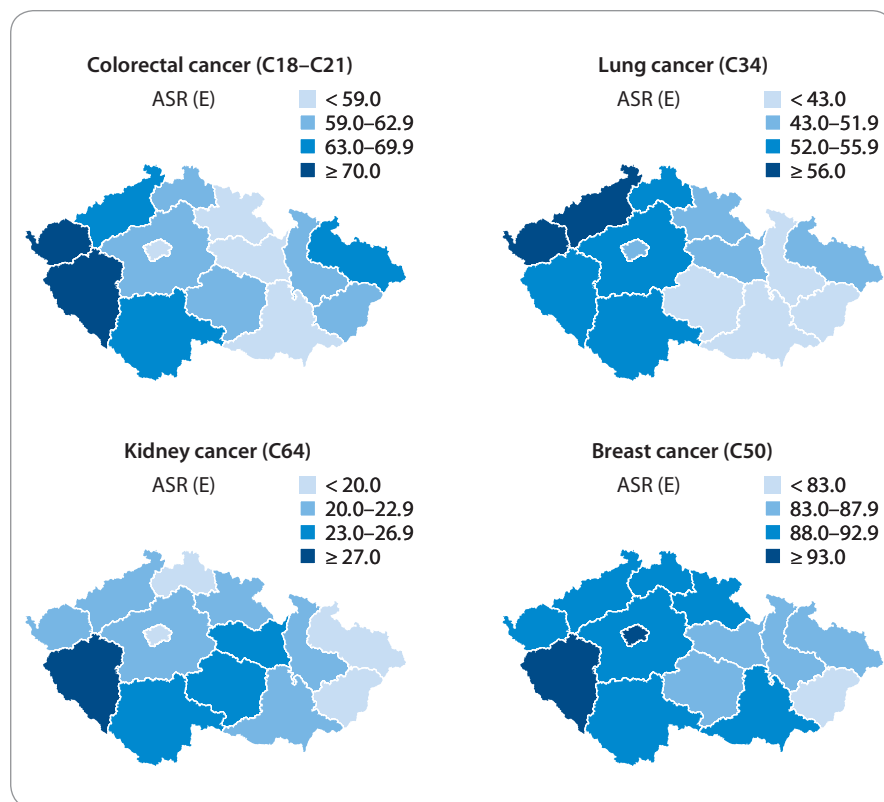 Colorectal cancer (C18–C21)
ASR (E)
< 59.0
59.0–62.9
63.0–69.9
≥ 70.0
Lung cancer (C34)
ASR (E)
< 43.0
43.0–51.9
52.0–55.9
≥ 56.0
Kidney cancer (C64)
ASR (E)
< 20.0
20.0–22.9
23.0–26.9
≥ 27.0
Breast cancer (C50)
ASR (E)
< 83.0
83.0–87.9
88.0–92.9
≥ 93.0